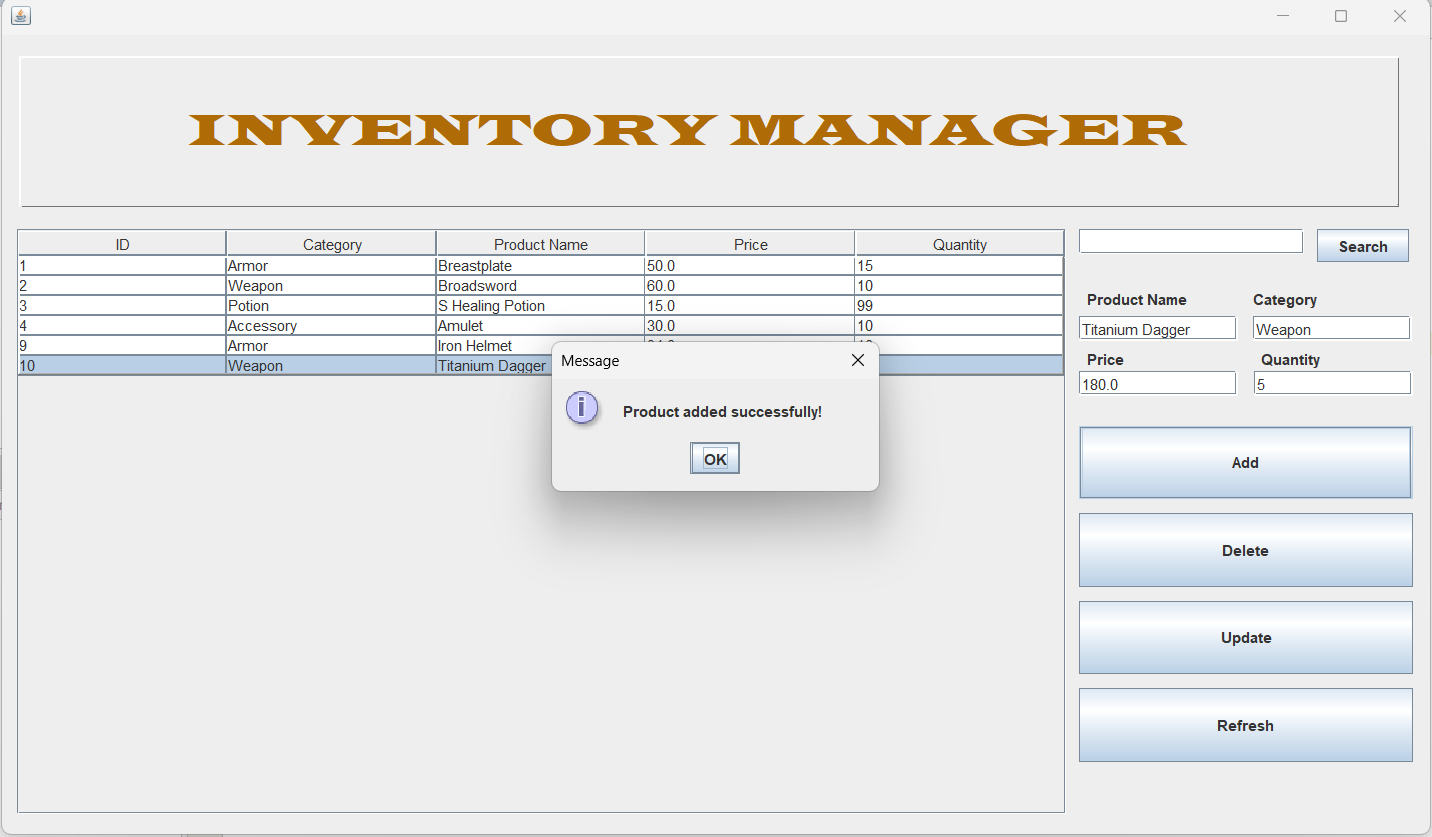 INVENTORY MANAGER
ID Category Product Name Price Quantity
1 Armor Breastplate 50.0 15
2 Weapon Broadsword 60.0 10
3 Potion S Healing Potion 15.0 99
4 Accessory Amulet 30.0 10
9 Armor Iron Helmet
10 Weapon Titanium Dagger
Search
Product Name Category
Titanium Dagger Weapon
Price Quantity
180.0 5
Add
Delete
Update
Refresh
Message
i
Product added successfully!
OK